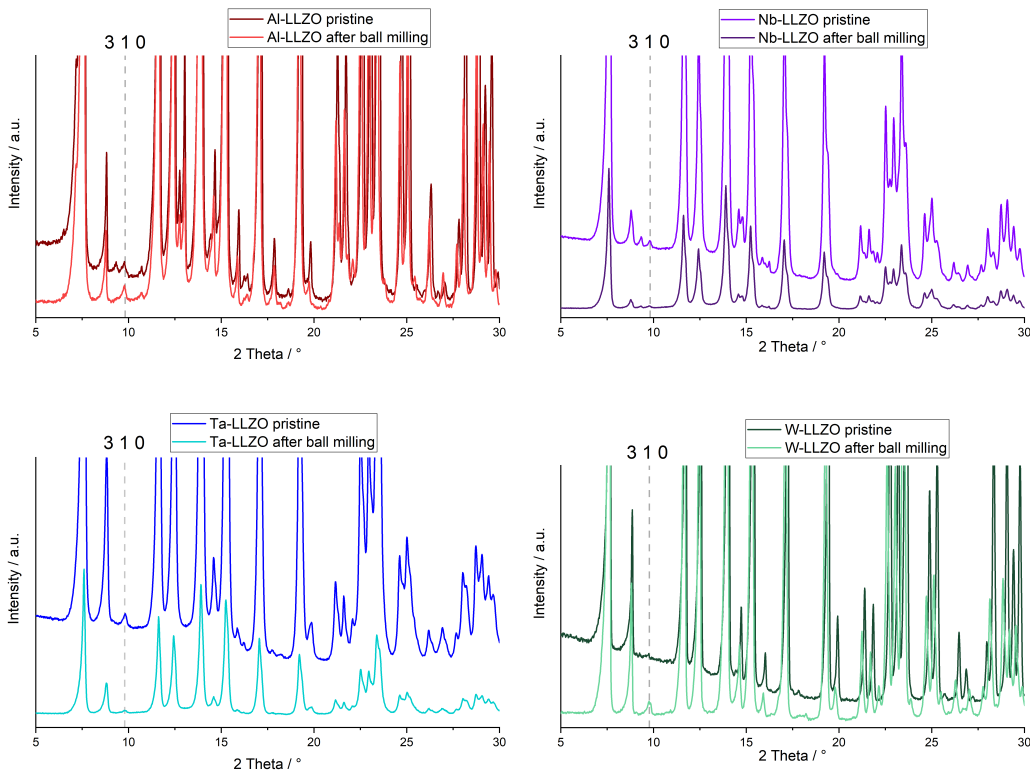 Al-LLZO pristine
Al-LLZO after ball milling
3 1 0
Intensity / a.u.
5 10 15 20 25 30
2 Theta / °
Nb-LLZO pristine
Nb-LLZO after ball milling
3 1 0
Intensity / a.u.
5 10 15 20 25 30
2 Theta / °
Ta-LLZO pristine
Ta-LLZO after ball milling
3 1 0
Intensity / a.u.
5 10 15 20 25 30
2 Theta / °
W-LLZO pristine
W-LLZO after ball milling
3 1 0
Intensity / a.u.
5 10 15 20 25 30
2 Theta / °